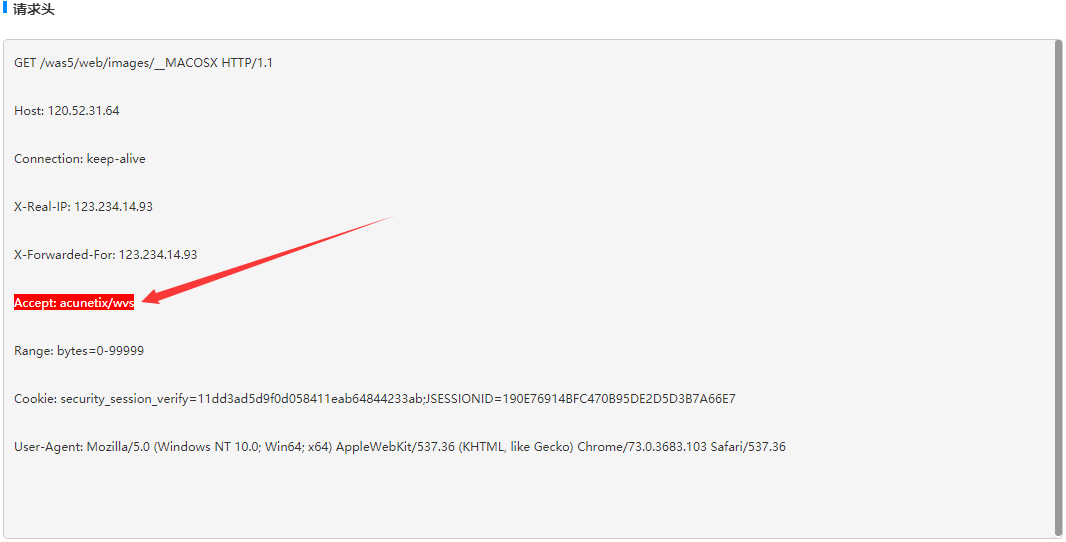 请求头
GET /was5/web/images/__MACOSX HTTP/1.1
Host: 120.52.31.64
Connection: keep-alive
X-Real-IP: 123.234.14.93
X-Forwarded-For: 123.234.14.93
Accept: acunetix/wvs
Range: bytes=0-99999
Cookie: security_session_verify=11dd3ad5d9f0d058411eab64844233ab;JSESSIONID=190E76914BFC470B95DE2D5D3B7A66E7
User-Agent: Mozilla/5.0 (Windows NT 10.0; Win64; x64) AppleWebKit/537.36 (KHTML, like Gecko) Chrome/73.0.3683.103 Safari/537.36